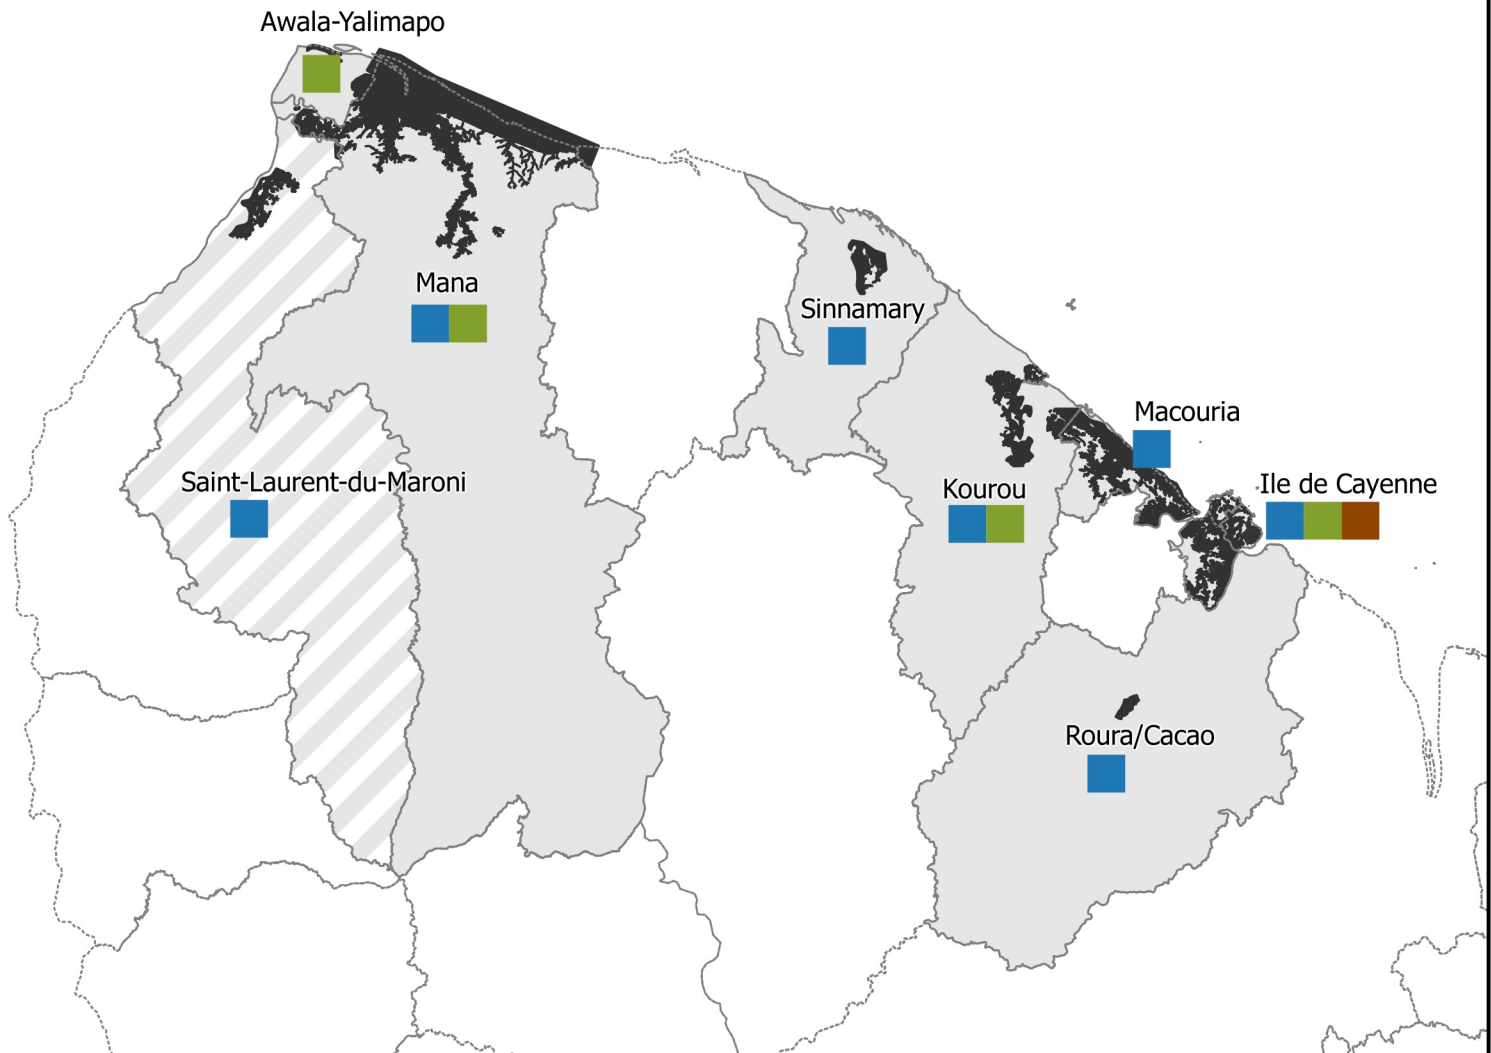 Awala-Yalimapo
Mana
Sinnamary
Macouria
Saint-Laurent-du-Maroni
Kourou
Ile de Cayenne
Roura/Cacao